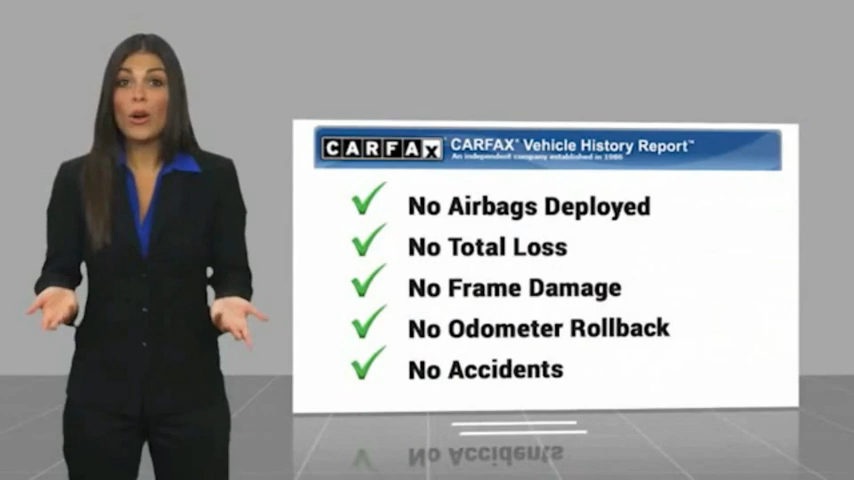 CARFAX CARFAX® Vehicle History Report™
An independent company established in 1986
No Airbags Deployed
No Total Loss
No Frame Damage
No Odometer Rollback
No Accidents
No Accidents